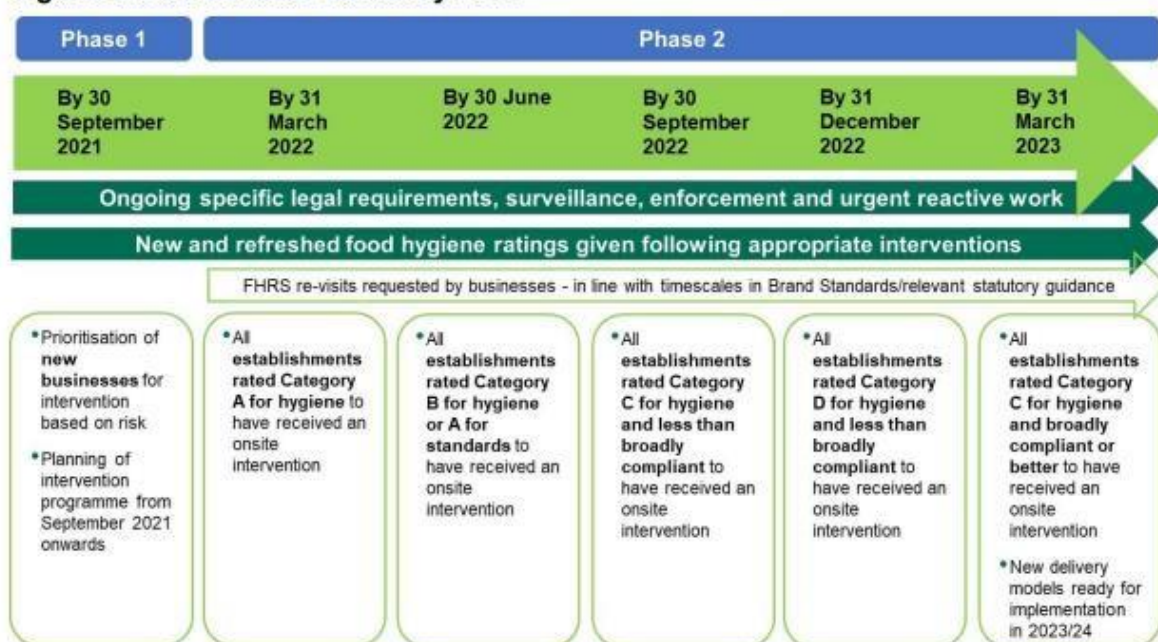 Phase 1
Phase 2
By 30
September
2021
By 31
March
2022
By 30 June
2022
By 30
September
2022
By 31
December
2022
By 31
March
2023
Ongoing specific legal requirements, surveillance, enforcement and urgent reactive work
New and refreshed food hygiene ratings given following appropriate interventions
FHRS re-visits requested by businesses - in line with timescales in Brand Standards/relevant statutory guidance
•Prioritisation of
new
businesses for
intervention
based on risk
•Planning of
intervention
programme from
September 2021
onwards
•All
establishments
rated Category
A for hygiene to
have received an
onsite
intervention
•All
establishments
rated Category
B for hygiene
or A for
standards to
have received an
onsite
intervention
•All
establishments
rated Category
C for hygiene
and less than
broadly
compliant to
have received an
onsite
intervention
•All
establishments
rated Category
D for hygiene
and less than
broadly
compliant to
have received an
onsite
intervention
•All
establishments
rated Category
C for hygiene
and broadly
compliant or
better to have
received an
onsite
intervention
•New delivery
models ready for
implementation
in 2023/24